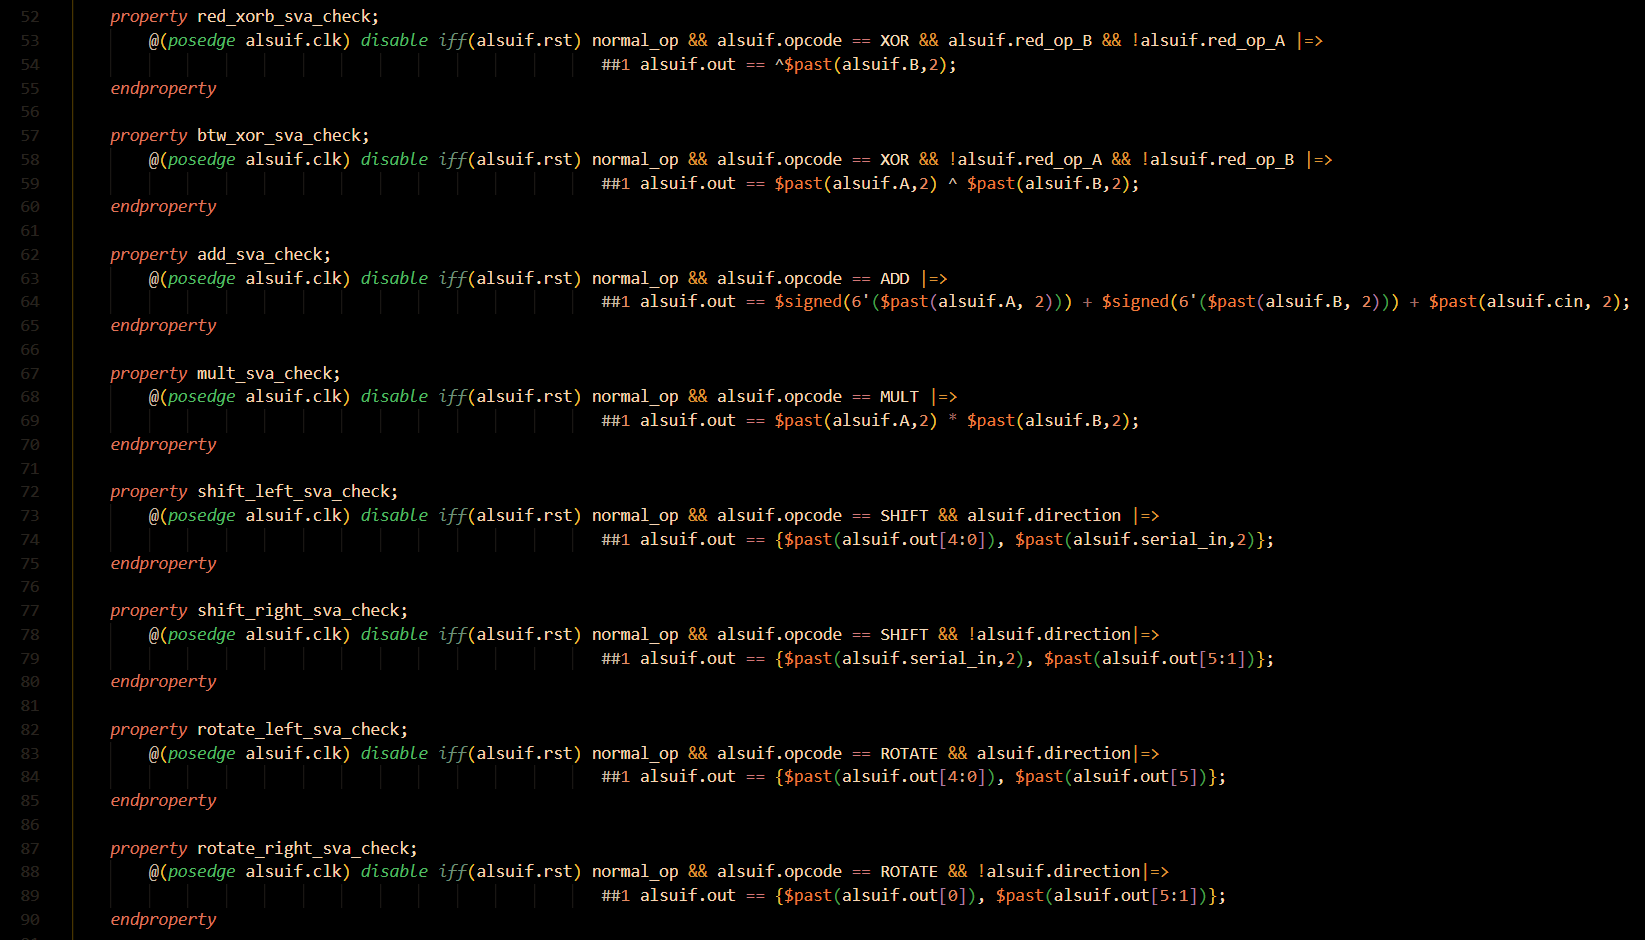 52 property red_xorb_sva_check;
53 @(posedge alsuif.clk) disable iff(alsuif.rst) normal_op && alsuif.opcode == XOR && alsuif.red_op_B && !alsuif.red_op_A |=>
54 ##1 alsuif.out == ^$past(alsuif.B,2);
55 endproperty
56
57 property btw_xor_sva_check;
58 @(posedge alsuif.clk) disable iff(alsuif.rst) normal_op && alsuif.opcode == XOR && !alsuif.red_op_A && !alsuif.red_op_B |=>
59 ##1 alsuif.out == $past(alsuif.A,2) ^ $past(alsuif.B,2);
60 endproperty
61
62 property add_sva_check;
63 @(posedge alsuif.clk) disable iff(alsuif.rst) normal_op && alsuif.opcode == ADD |=>
64 ##1 alsuif.out == $signed(6'($past(alsuif.A, 2))) + $signed(6'($past(alsuif.B, 2))) + $past(alsuif.cin, 2);
65 endproperty
66
67 property mult_sva_check;
68 @(posedge alsuif.clk) disable iff(alsuif.rst) normal_op && alsuif.opcode == MULT |=>
69 ##1 alsuif.out == $past(alsuif.A,2) * $past(alsuif.B,2);
70 endproperty
71
72 property shift_left_sva_check;
73 @(posedge alsuif.clk) disable iff(alsuif.rst) normal_op && alsuif.opcode == SHIFT && alsuif.direction |=>
74 ##1 alsuif.out == {$past(alsuif.out[4:0]), $past(alsuif.serial_in,2)};
75 endproperty
76
77 property shift_right_sva_check;
78 @(posedge alsuif.clk) disable iff(alsuif.rst) normal_op && alsuif.opcode == SHIFT && !alsuif.direction|=>
79 ##1 alsuif.out == {$past(alsuif.serial_in,2), $past(alsuif.out[5:1])};
80 endproperty
81
82 property rotate_left_sva_check;
83 @(posedge alsuif.clk) disable iff(alsuif.rst) normal_op && alsuif.opcode == ROTATE && alsuif.direction|=>
84 ##1 alsuif.out == {$past(alsuif.out[4:0]), $past(alsuif.out[5])};
85 endproperty
86
87 property rotate_right_sva_check;
88 @(posedge alsuif.clk) disable iff(alsuif.rst) normal_op && alsuif.opcode == ROTATE && !alsuif.direction|=>
89 ##1 alsuif.out == {$past(alsuif.out[0]), $past(alsuif.out[5:1])};
90 endproperty